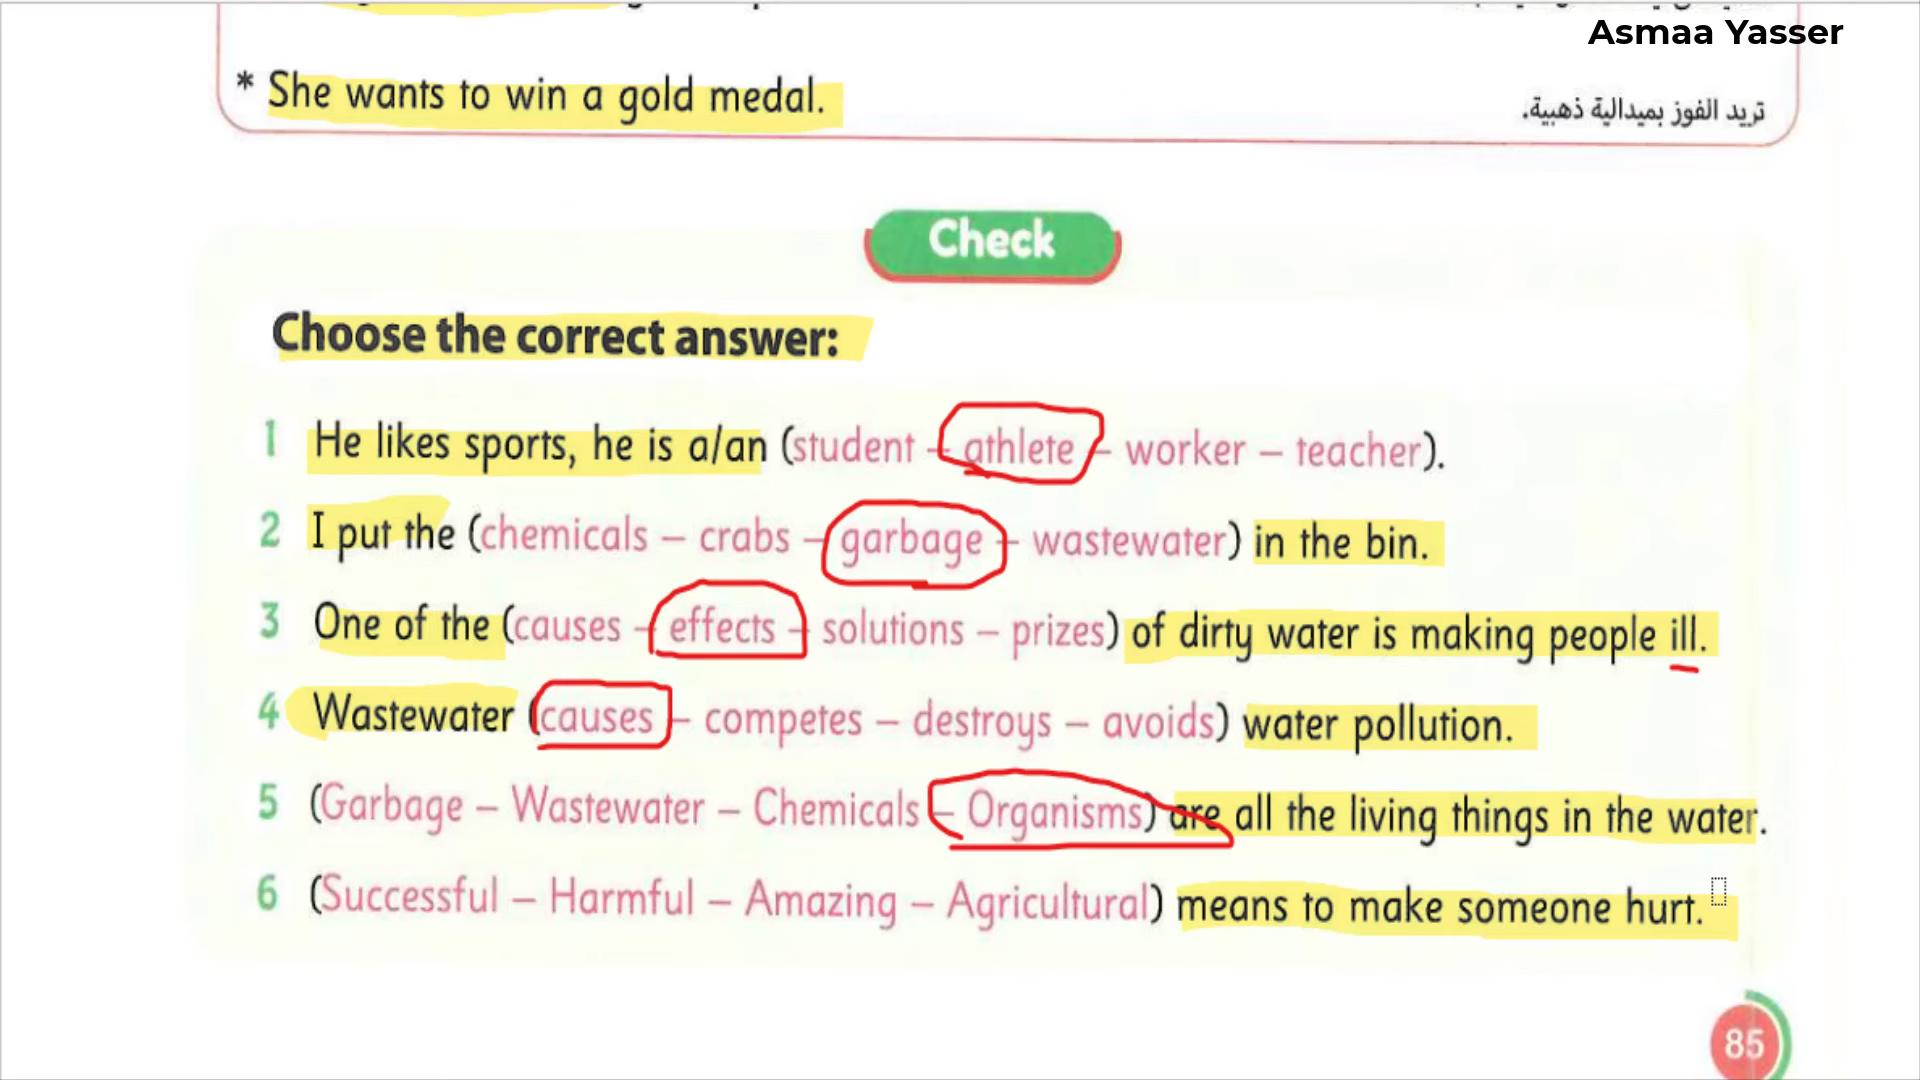 Asmaa Yasser
* She wants to win a gold medal.
تريد الفوز بميدالية ذهبية.
Check
Choose the correct answer:
1 He likes sports, he is a/an (student – athlete – worker – teacher).
2 I put the (chemicals – crabs – garbage – wastewater) in the bin.
3 One of the (causes – effects – solutions – prizes) of dirty water is making people ill.
4 Wastewater (causes – competes – destroys – avoids) water pollution.
5 (Garbage – Wastewater – Chemicals – Organisms) are all the living things in the water.
6 (Successful – Harmful – Amazing – Agricultural) means to make someone hurt.
85